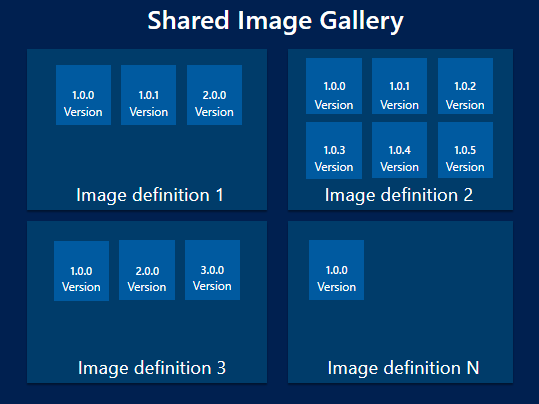 Shared Image Gallery
1.0.0
Version
1.0.1
Version
2.0.0
Version
Image definition 1
1.0.0
Version
1.0.1
Version
1.0.2
Version
1.0.3
Version
1.0.4
Version
1.0.5
Version
Image definition 2
1.0.0
Version
2.0.0
Version
3.0.0
Version
Image definition 3
1.0.0
Version
Image definition N